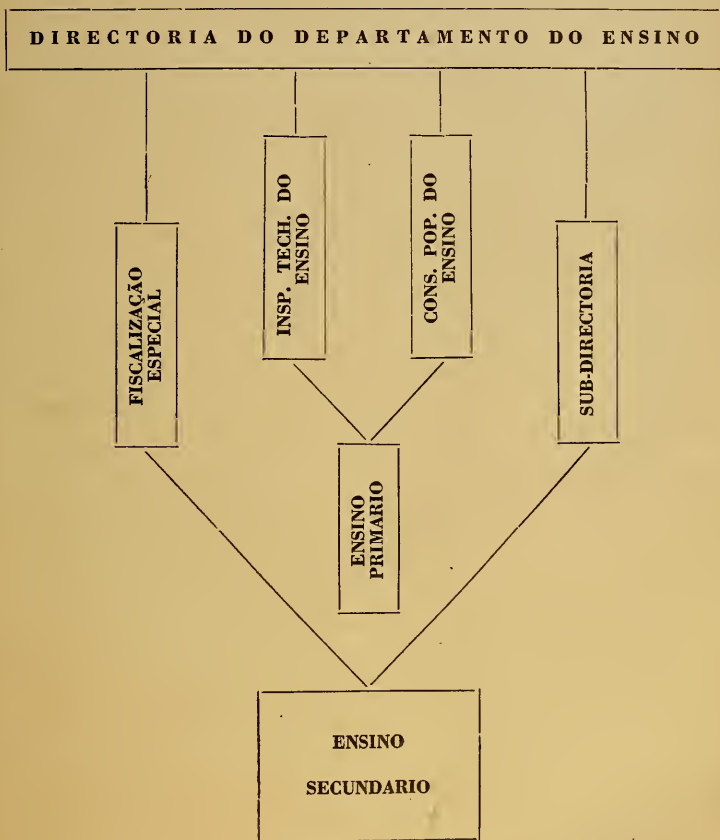 DIRECTORIA DO DEPARTAMENTO DO ENSINO
FISCALIZAÇÃO
ESPECIAL
INSP. TECH. DO
ENSINO
CONS. POP. DO
ENSINO
SUB-DIRECTORIA
ENSINO
PRIMARIO
ENSINO
SECUNDARIO